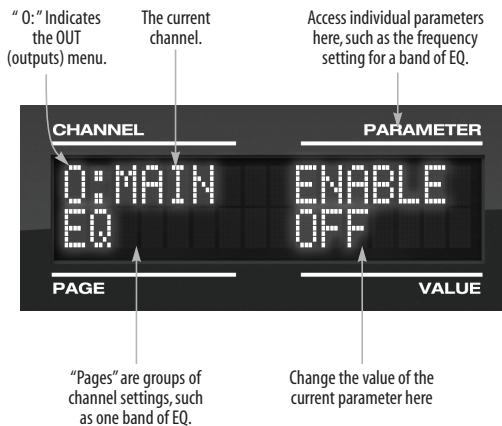 “ O:” Indicates
the OUT
(outputs) menu.
The current
channel.
Access individual parameters
here, such as the frequency
setting for a band of EQ.
CHANNEL
PARAMETER
O:MAIN
ENABLE
EQ
OFF
PAGE
VALUE
“Pages” are groups of
channel settings, such
as one band of EQ.
Change the value of the
current parameter here